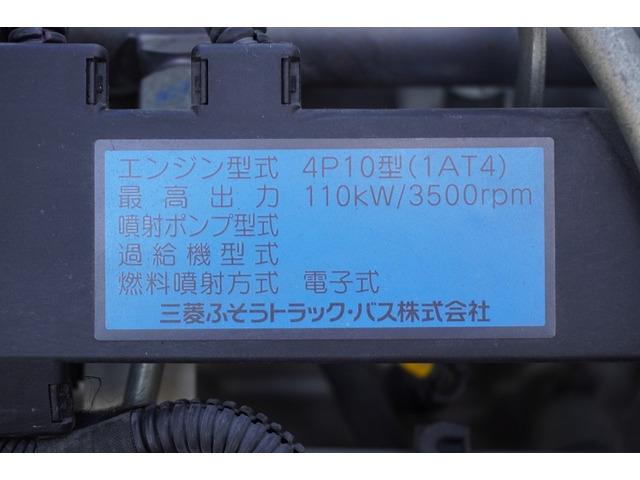 エンジン型式 4P10型(1AT4)
最高出力 110kW/3500rpm
噴射ポンプ型式
過給機型式
燃料噴射方式 電子式
三菱ふそうトラック・バス株式会社